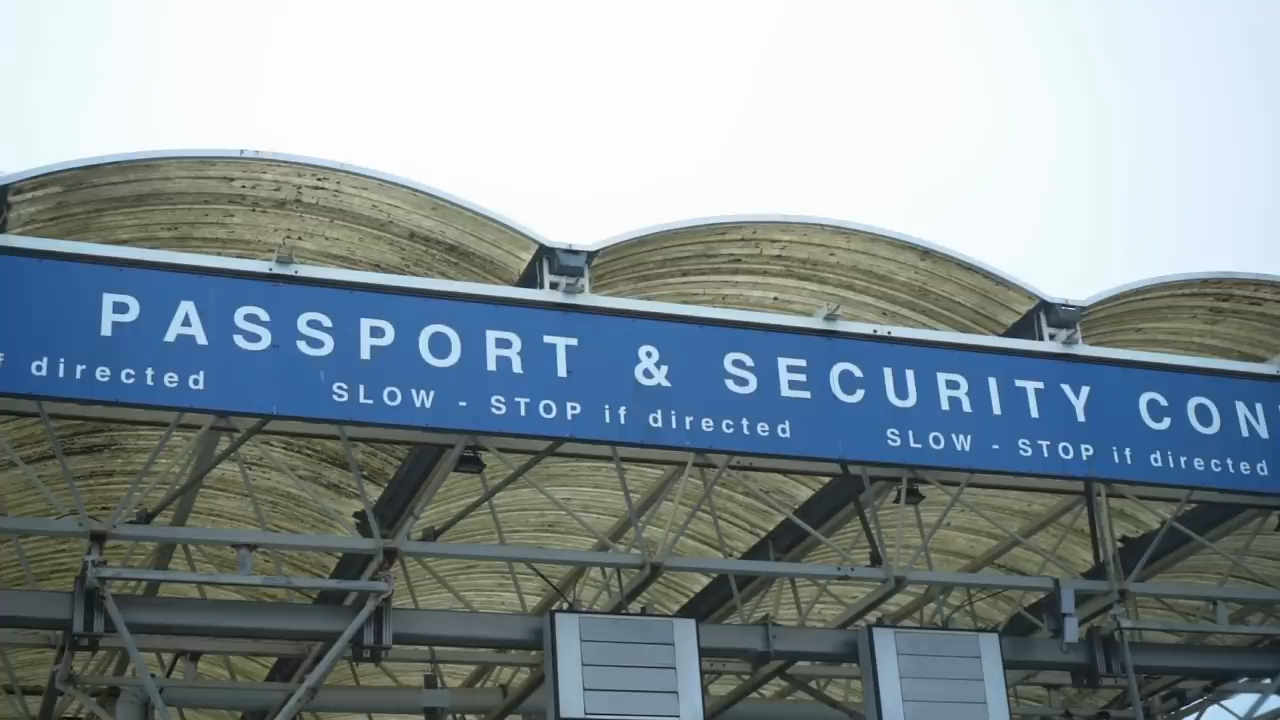 PASSPORT & SECURITY CON
directed SLOW - STOP if directed SLOW - STOP if directed